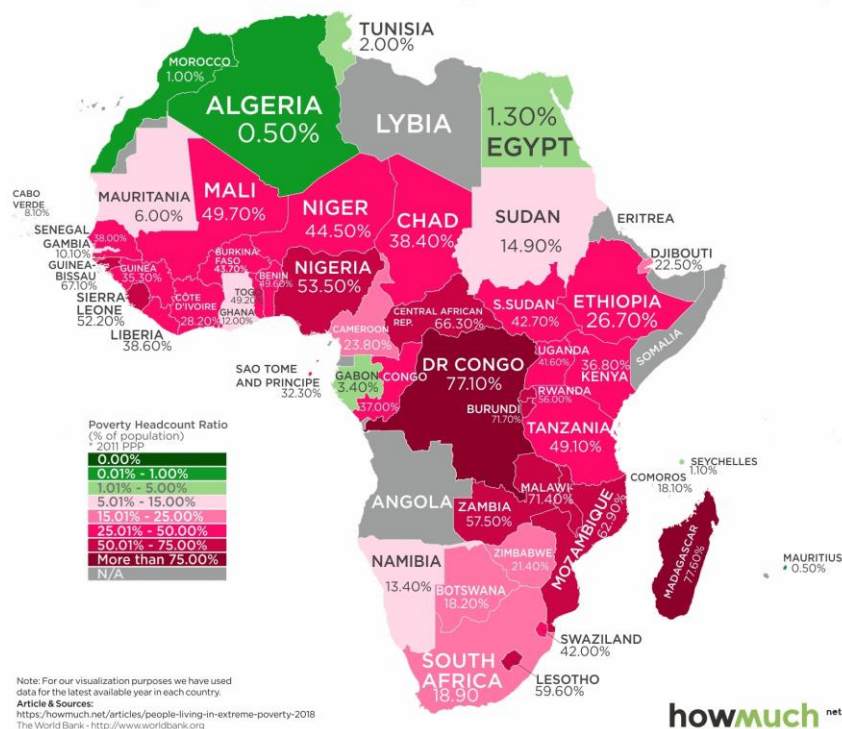 TUNISIA
2.00%
MOROCCO
1.00%
ALGERIA
0.50%
LYBIA
1.30%
EGYPT
CABO
VERDE
8.10%
MAURITANIA
6.00%
MALI
49.70%
NIGER
44.50%
CHAD
38.40%
SUDAN
14.90%
ERITREA
DJIBOUTI
22.50%
SENEGAL
38.00%
GAMBIA
10.10%
GUINEA-
BISSAU
67.10%
GUINEA
35.30%
SIERRA
LEONE
52.20%
LIBERIA
38.60%
CÔTE
D'IVOIRE
28.20%
BURKINA
FASO
43.70%
GHANA
12.00%
TOGO
49.20%
BENIN
49.60%
NIGERIA
53.50%
CAMEROON
23.80%
CENTRAL AFRICAN
REP.
66.30%
S.SUDAN
42.70%
ETHIOPIA
26.70%
SOMALIA
SAO TOME
AND PRINCIPE
32.30%
GABON
3.40%
CONGO
37.00%
DR CONGO
77.10%
UGANDA
41.60%
36.80%
KENYA
RWANDA
56.00%
BURUNDI
71.70%
TANZANIA
49.10%
SEYCHELLES
1.10%
COMOROS
18.10%
ANGOLA
ZAMBIA
57.50%
MALAWI
71.40%
MOZAMBIQUE
62.90%
MADAGASCAR
77.60%
MAURITIUS
0.50%
NAMIBIA
13.40%
ZIMBABWE
21.40%
BOTSWANA
18.20%
SWAZILAND
42.00%
LESOTHO
59.60%
SOUTH
AFRICA
18.90
Poverty Headcount Ratio
(% of population)
* 2011 PPP
0.00%
0.01% - 1.00%
1.01% - 5.00%
5.01% - 15.00%
15.01% - 25.00%
25.01% - 50.00%
50.01% - 75.00%
More than 75.00%
N/A
Note: For our visualization purposes we have used
data for the latest available year in each country.
Article & Sources:
https:/howmuch.net/articles/people-living-in-extreme-poverty-2018
The World Bank - http://www.worldbank.org
howmuch net